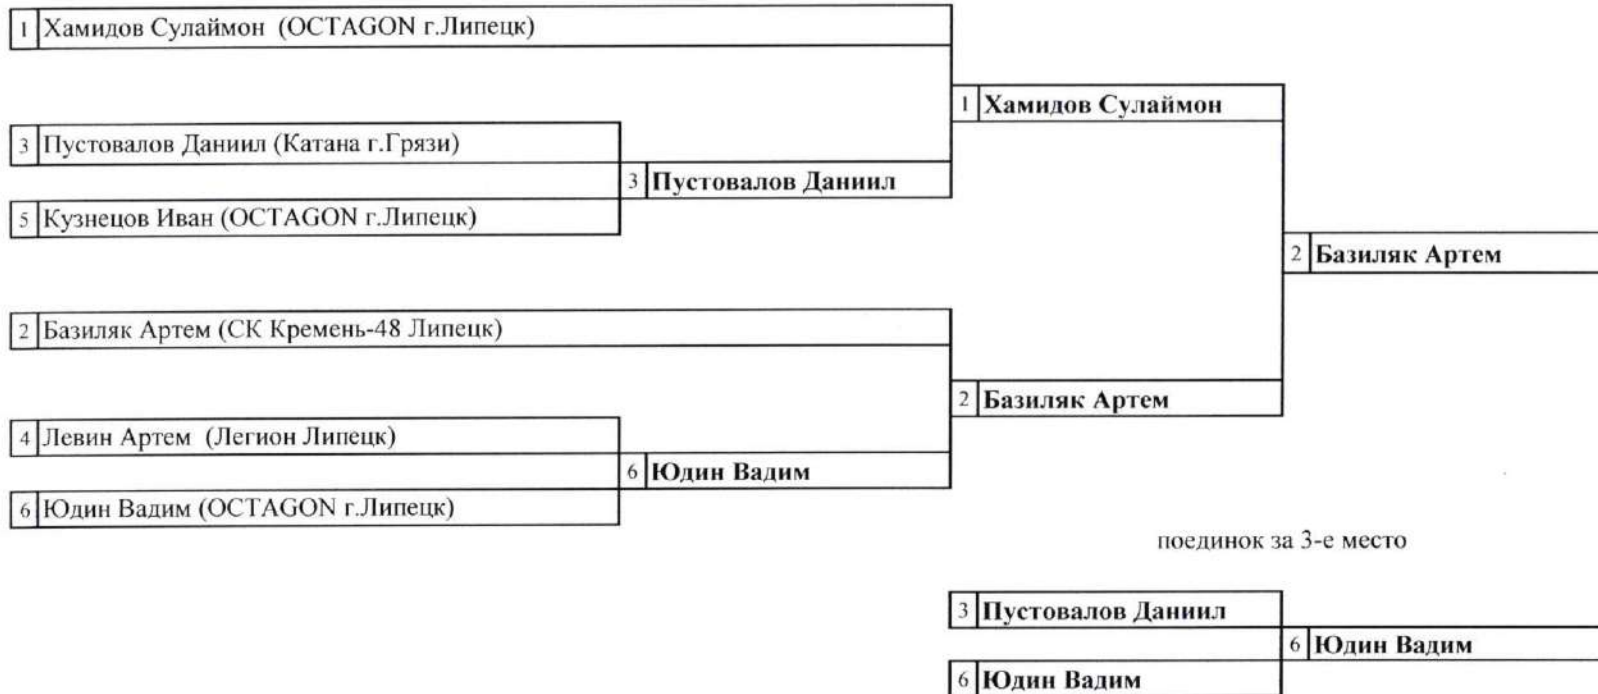 1 Хамидов Сулаймон (OCTAGON г.Липецк)
1 Хамидов Сулаймон
3 Пустовалов Даниил (Катана г.Грязи)
3 Пустовалов Даниил
5 Кузнецов Иван (OCTAGON г.Липецк)
2 Базиляк Артем
2 Базиляк Артем (СК Кремень-48 Липецк)
2 Базиляк Артем
4 Левин Артем (Легион Липецк)
6 Юдин Вадим
6 Юдин Вадим (OCTAGON г.Липецк)
поединок за 3-е место
3 Пустовалов Даниил
6 Юдин Вадим
6 Юдин Вадим